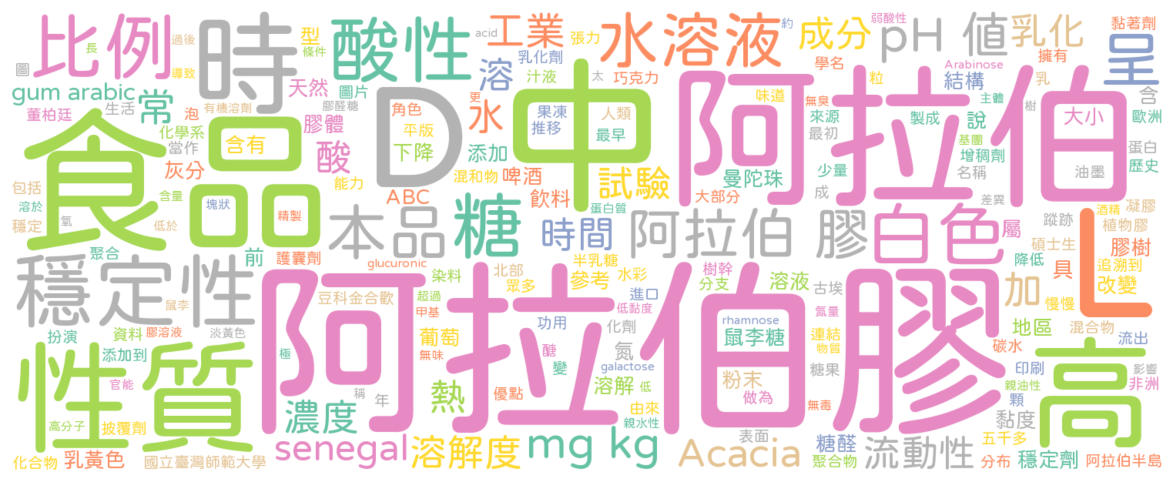 比例
時
型
酸性
過後
張力
acid
工業
弱酸性
約
水溶液
成分
pH 值
乳化
黏著劑
圖
長
條件
導致
乳化劑
汁液
太
巧克力
學名
Arabinose
擁有
呈
gum arabic
生活
有機溶劑
天然
膠醛糖
圖片
溶
更
果凍
推移
味道
粒
結構
乳
含
董柏廷
常
泡
角色
水
人類
無臭
主體
樹
大小
歐洲
化學系
當作
膠體
平版
最早
來源
最初
製成
說
基團
增稠劑
蛋白
歷史
食品
含有
灰分
酸
下降
添加
D
中
阿拉伯
名稱
油墨
能力
混和物
啤酒
試驗
少量
曼陀珠
包括
溶於
含量
塊狀
精製
ABC
飲料
大部分
成
差異
酒精
凝膠
穩定
氫
低於
本品
糖
蛋白質
時間
阿拉伯 膠
白色
屬
蹤跡
植物膠
聚合
前
護囊劑
glucuronic
半乳糖
L
碩士生
膠樹
穩定性
鼠李
淡黃色
北部
眾多
染料
參考
水彩
樹幹
分支
溶液
古埃
加
降低
具
追溯到
改變
豆科金合歡
超過
甲基
低黏度
進口
rhamnose
氮量
慢慢
扮演
資料
膠溶液
阿拉伯膠
葡萄
功用
化劑
鼠李糖
連結
物質
地區
混合物
流出
性質
添加到
極
無味
醣
變
氮
galactose
糖果
碳水
印刷
影響
非洲
官能
稱
年
熱
優點
溶解
低
粉末
做為
親油性
顆
高
高分子
披覆劑
濃度
由來
親水性
無毒
黏度
五千多
化合物
乳黃色
國立臺灣師範大學
senegal
溶解度
mg kg
Acacia
表面
糖醛
聚合物
流動性
分布
穩定劑
阿拉伯半島